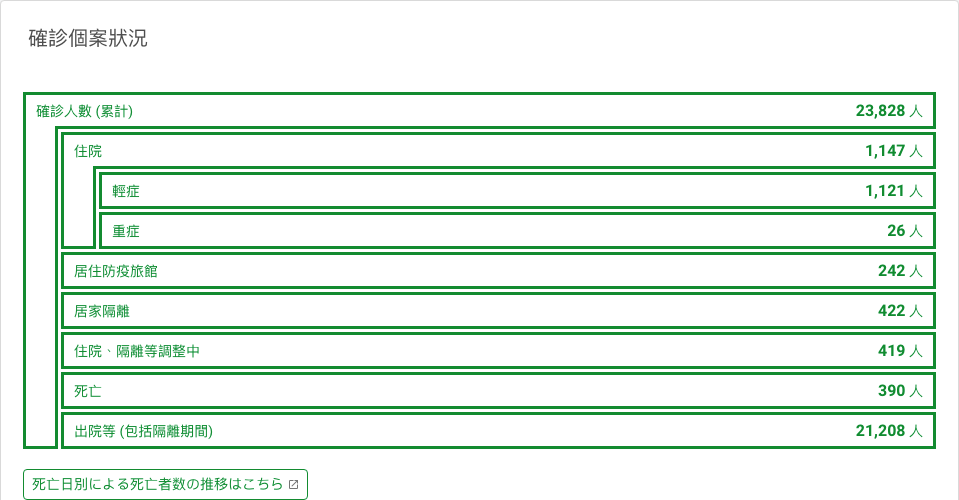 確診個案狀況
確診人數 (累計) 23,828 人
住院 1,147 人
輕症 1,121 人
重症 26 人
居住防疫旅館 242 人
居家隔離 422 人
住院、隔離等調整中 419 人
死亡 390 人
出院等 (包括隔離期間) 21,208 人
死亡日別による死亡者数の推移はこちら